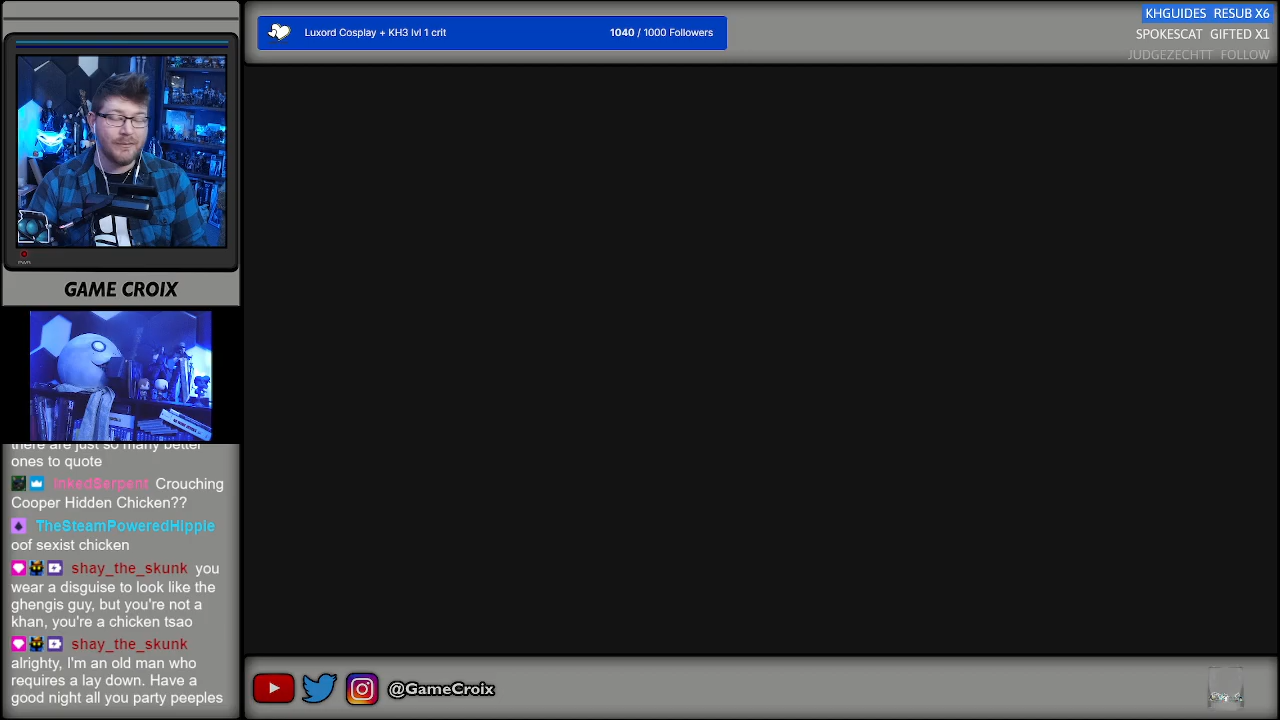 Luxord Cosplay + KH3 lvl 1 crit
1040 / 1000 Followers
KHGUIDES RESUB X6
SPOKESCAT GIFTED X1
JUDGEZECHTT FOLLOW
PWR
GAME CROIX
there are just so many better
ones to quote
InkedSerpent Crouching
Cooper Hidden Chicken??
TheSteamPoweredHippie
oof sexist chicken
shay_the_skunk you
wear a disguise to look like the
ghengis guy, but you're not a
khan, you're a chicken tsao
shay_the_skunk
alrighty, I'm an old man who
requires a lay down. Have a
good night all you party peeples
@GameCroix